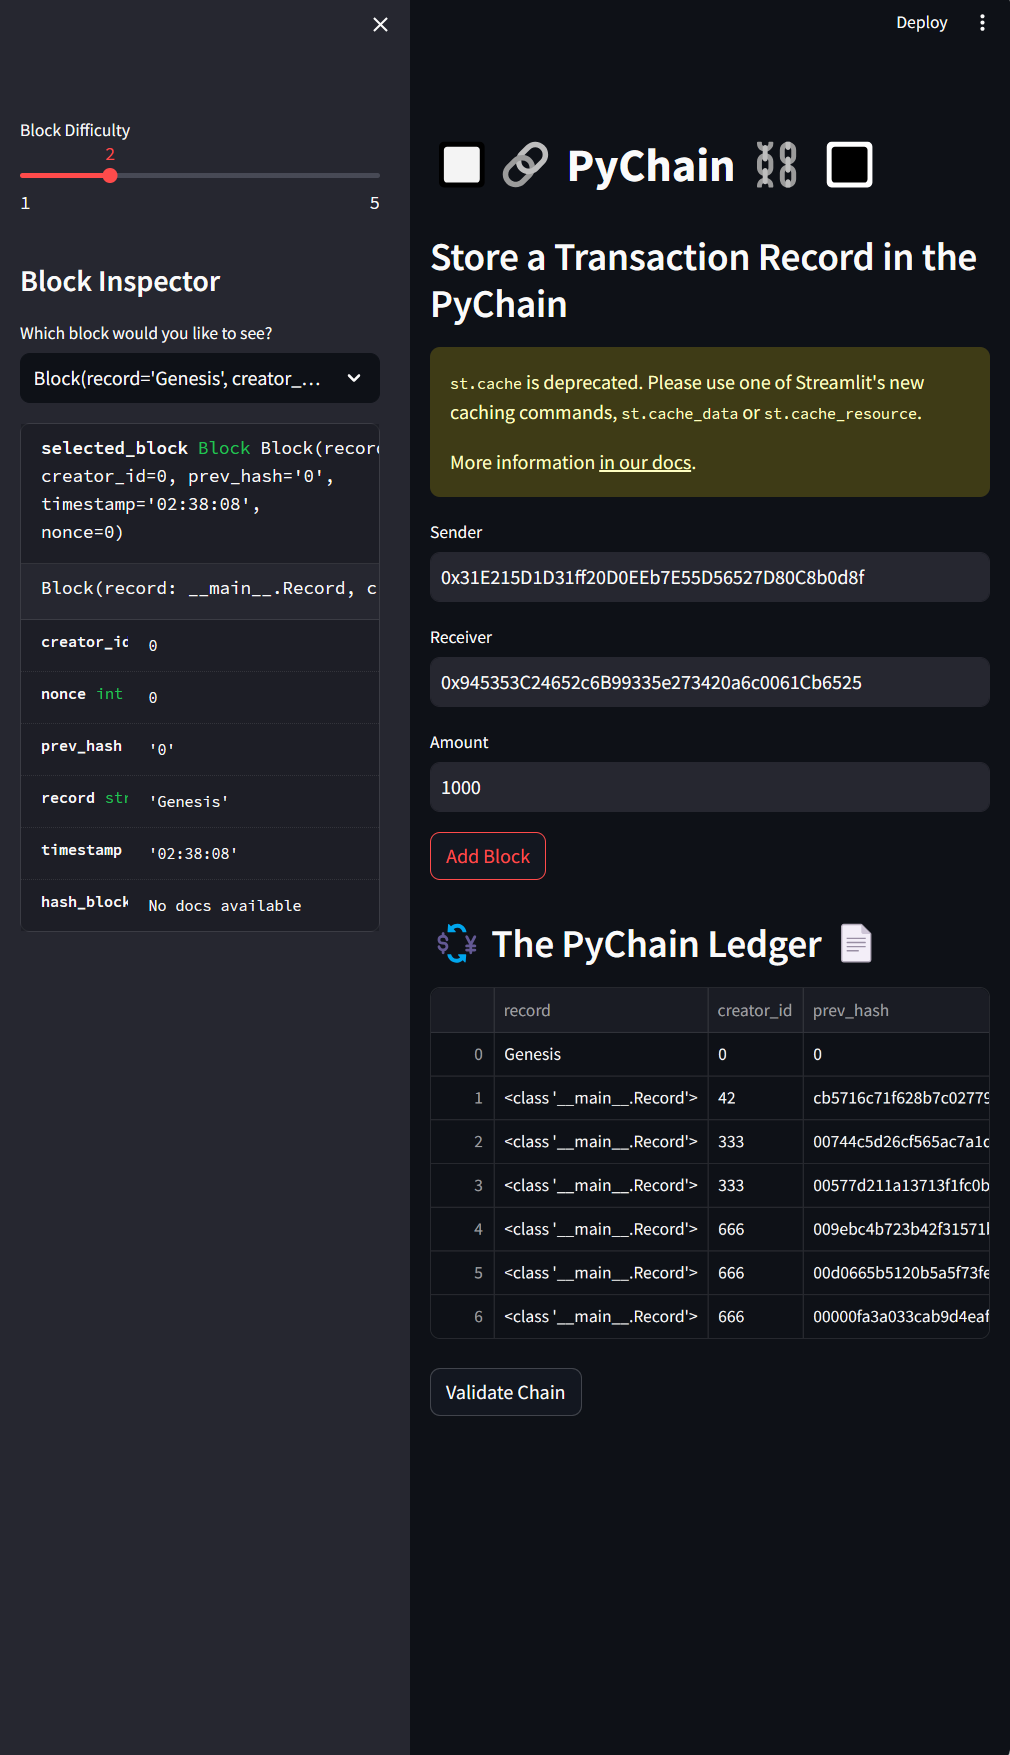 Deploy
Block Difficulty
2
1
5
Block Inspector
Which block would you like to see?
Block(record='Genesis', creator_...
selected_block Block Block(record
creator_id=0, prev_hash='0',
timestamp='02:38:08',
nonce=0)
Block(record: __main__.Record, c
creator_id 0
nonce int 0
prev_hash '0'
record str 'Genesis'
timestamp '02:38:08'
hash_block No docs available
PyChain
Store a Transaction Record in the
PyChain
st.cache is deprecated. Please use one of Streamlit's new
caching commands, st.cache_data or st.cache_resource.
More information in our docs.
Sender
0x31E215D1D31ff20D0EEb7E55D56527D80C8b0d8f
Receiver
0x945353C24652c6B99335e273420a6c0061Cb6525
Amount
1000
Add Block
The PyChain Ledger
record creator_id prev_hash
0 Genesis 0 0
1 <class '__main__.Record'> 42 cb5716c71f628b7c02779
2 <class '__main__.Record'> 333 00744c5d26cf565ac7a1c
3 <class '__main__.Record'> 333 00577d211a13713f1fc0b
4 <class '__main__.Record'> 666 009ebc4b723b42f31571
5 <class '__main__.Record'> 666 00d0665b5120b5a5f73fe
6 <class '__main__.Record'> 666 00000fa3a033cab9d4eaf
Validate Chain